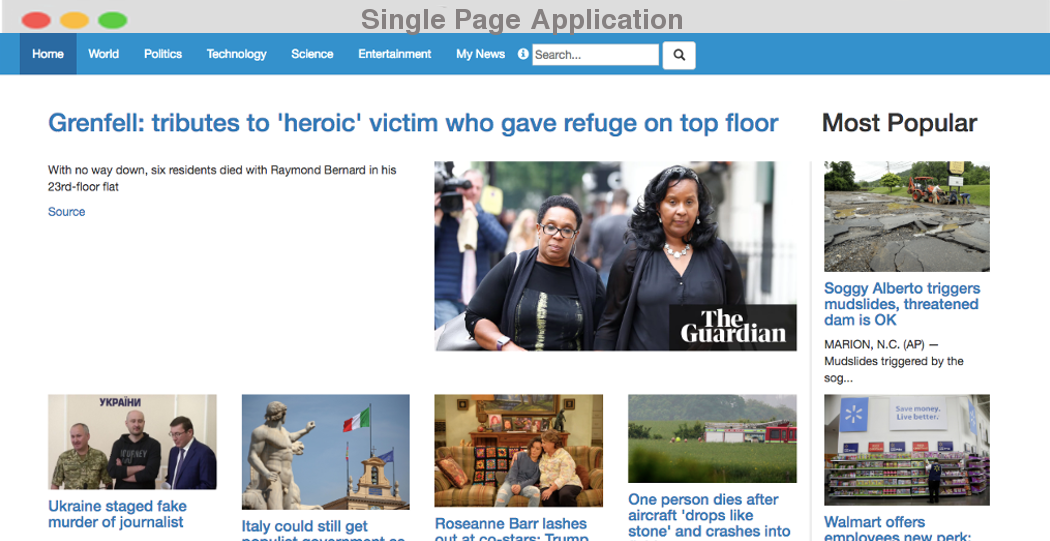 Single Page Application
Home World Politics Technology Science Entertainment My News Search...
Grenfell: tributes to 'heroic' victim who gave refuge on top floor
Most Popular
With no way down, six residents died with Raymond Bernard in his
23rd-floor flat
Source
The
Guardian
Soggy Alberto triggers
mudslides, threatened
dam is OK
MARION, N.C. (AP) —
Mudslides triggered by the
sog...
УКРАЇНИ
JOURNEY
Ukraine staged fake
murder of journalist
Italy could still get
populist government as
Roseanne Barr lashes
out at co-stars: Trump
One person dies after
aircraft 'drops like
stone' and crashes into
Save money.
Live better.
Walmart offers
employees new perk: